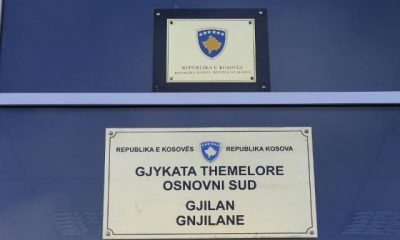 REPUBLIKA E KOSOVËS
REPUBLIKA E KOSOVËS REPUBLIKA KOSOVA
GJYKATA THEMELORE
OSNOVNI SUD
GJILAN
GNJILANE